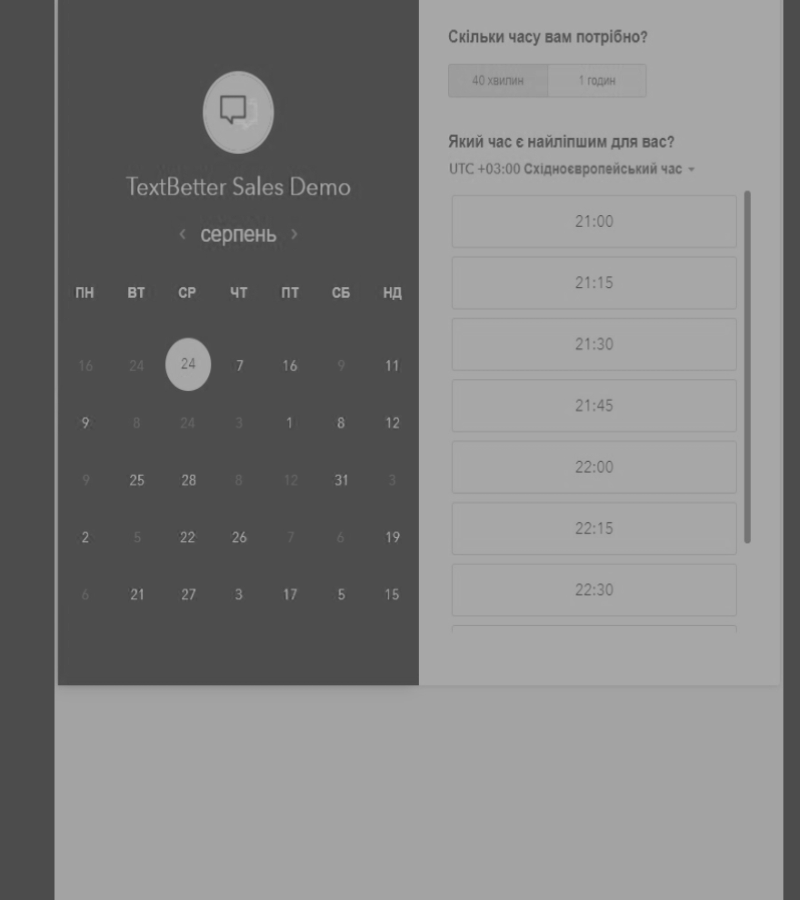 TextBetter Sales Demo
‹ серпень ›
ПН ВТ СР ЧТ ПТ СБ НД
16 24 24 7 16 9 11
9 8 24 3 1 8 12
9 25 28 8 12 31 3
2 5 22 26 7 6 19
6 21 27 3 17 5 15
Скільки часу вам потрібно?
40 хвилин 1 годин
Який час є найліпшим для вас?
UTC +03:00 Східноєвропейський час
21:00
21:15
21:30
21:45
22:00
22:15
22:30